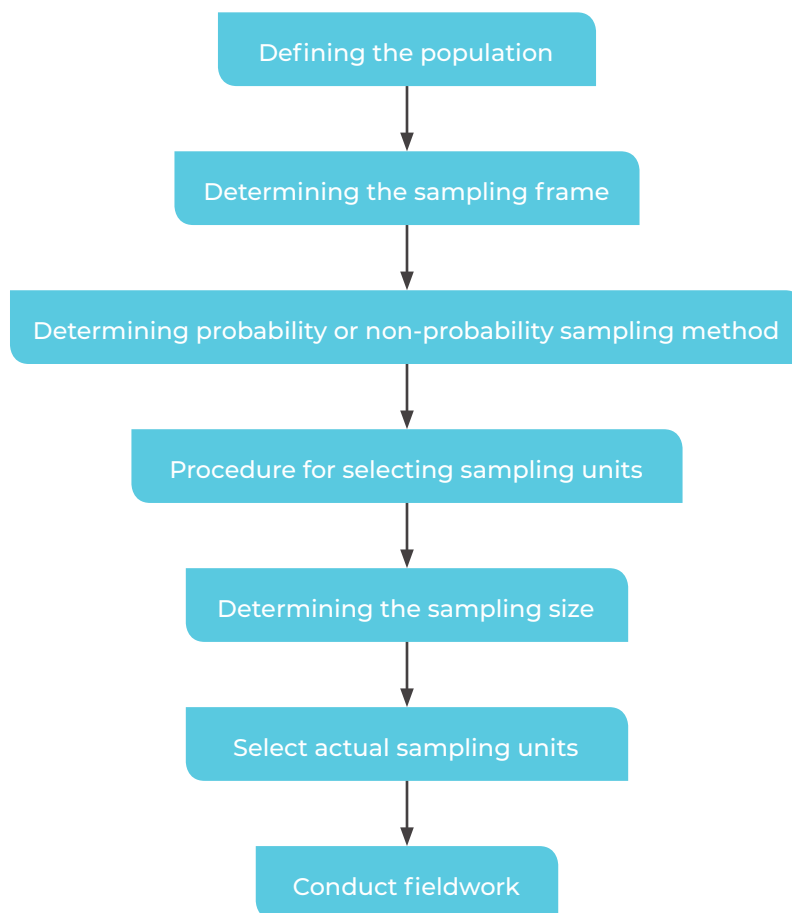 Defining the population
Determining the sampling frame
Determining probability or non-probability sampling method
Procedure for selecting sampling units
Determining the sampling size
Select actual sampling units
Conduct fieldwork